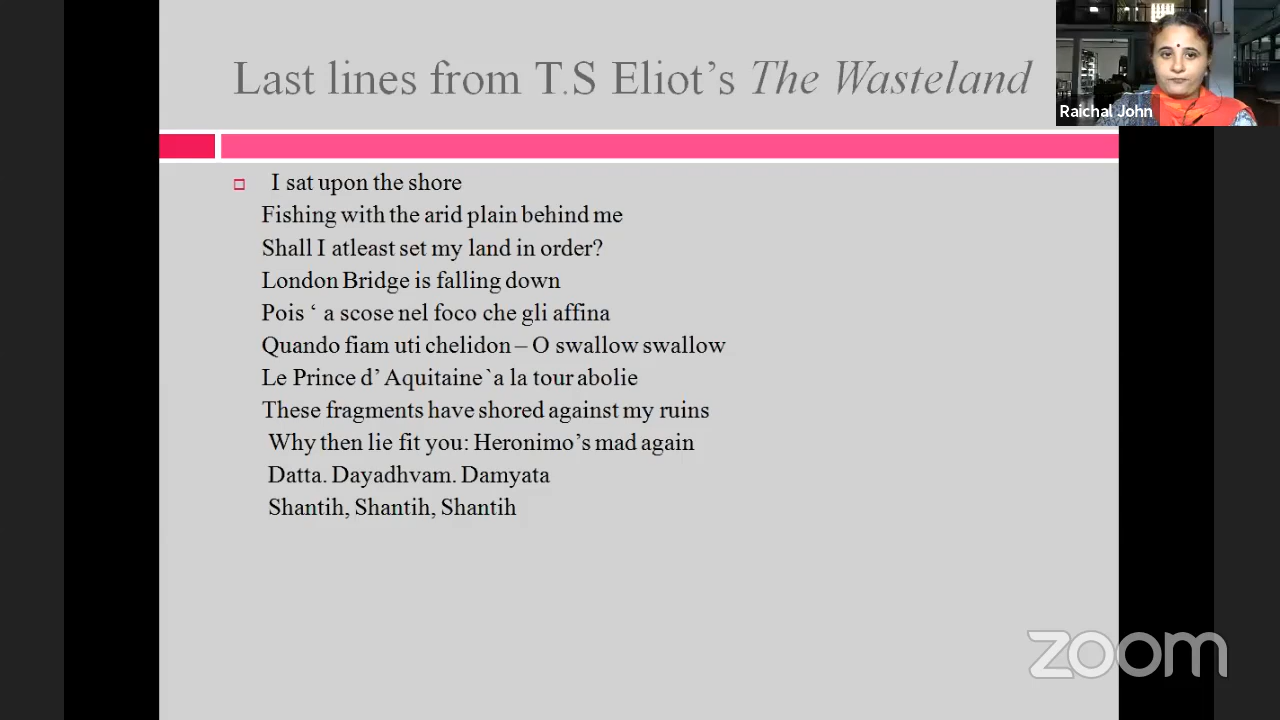 Last lines from T.S Eliot’s The Wasteland
Raichal John
I sat upon the shore
Fishing with the arid plain behind me
Shall I atleast set my land in order?
London Bridge is falling down
Pois ‘ a scose nel foco che gli affina
Quando fiam uti chelidon – O swallow swallow
Le Prince d’ Aquitaine `a la tour abolie
These fragments have shored against my ruins
Why then lie fit you: Heronimo’s mad again
Datta. Dayadhvam. Damyata
Shantih, Shantih, Shantih
zoom